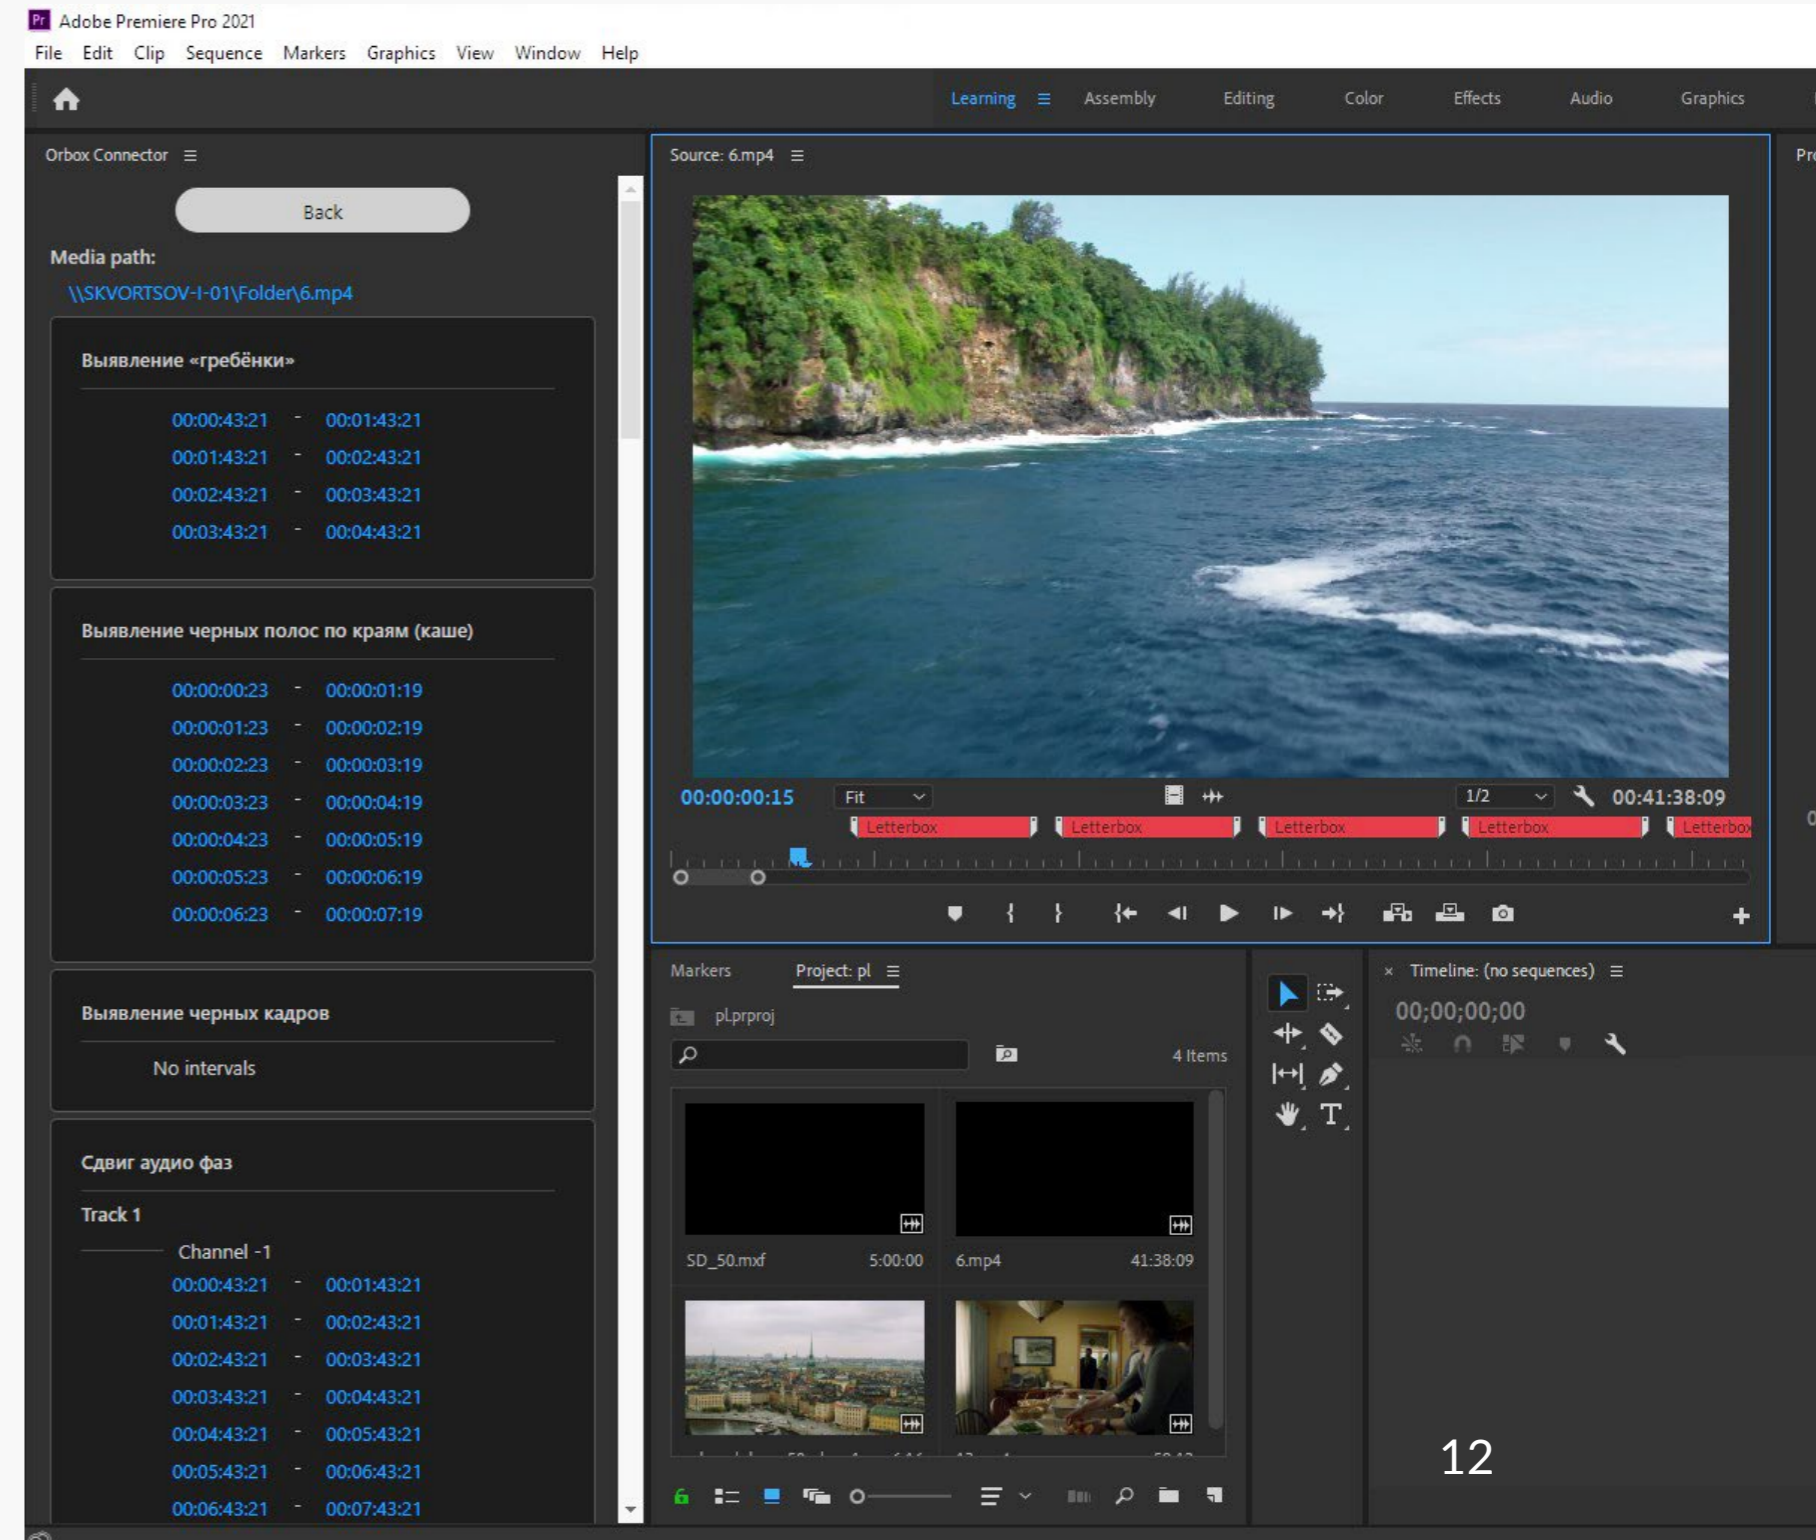 Pr Adobe Premiere Pro 2021
File Edit Clip Sequence Markers Graphics View Window Help
Learning Assembly Editing Color Effects Audio Graphics
Orbox Connector
Back
Media path:
\\SKVORTSOV-I-01\Folder\6.mp4
Выявление «гребёнки»
00:00:43:21 - 00:01:43:21
00:01:43:21 - 00:02:43:21
00:02:43:21 - 00:03:43:21
00:03:43:21 - 00:04:43:21
Выявление черных полос по краям (каше)
00:00:00:23 - 00:00:01:19
00:00:01:23 - 00:00:02:19
00:00:02:23 - 00:00:03:19
00:00:03:23 - 00:00:04:19
00:00:04:23 - 00:00:05:19
00:00:05:23 - 00:00:06:19
00:00:06:23 - 00:00:07:19
Выявление черных кадров
No intervals
Сдвиг аудио фаз
Track 1
Channel -1
00:00:43:21 - 00:01:43:21
00:01:43:21 - 00:02:43:21
00:02:43:21 - 00:03:43:21
00:03:43:21 - 00:04:43:21
00:04:43:21 - 00:05:43:21
00:05:43:21 - 00:06:43:21
00:06:43:21 - 00:07:43:21
Source: 6.mp4
00:00:00:15 Fit 1/2 00:41:38:09
Letterbox Letterbox Letterbox Letterbox Letterbox
Markers Project: pl
pl.prproj
4 Items
SD_50.mxf 5:00:00 6.mp4 41:38:09
× Timeline: (no sequences)
00;00;00;00
12